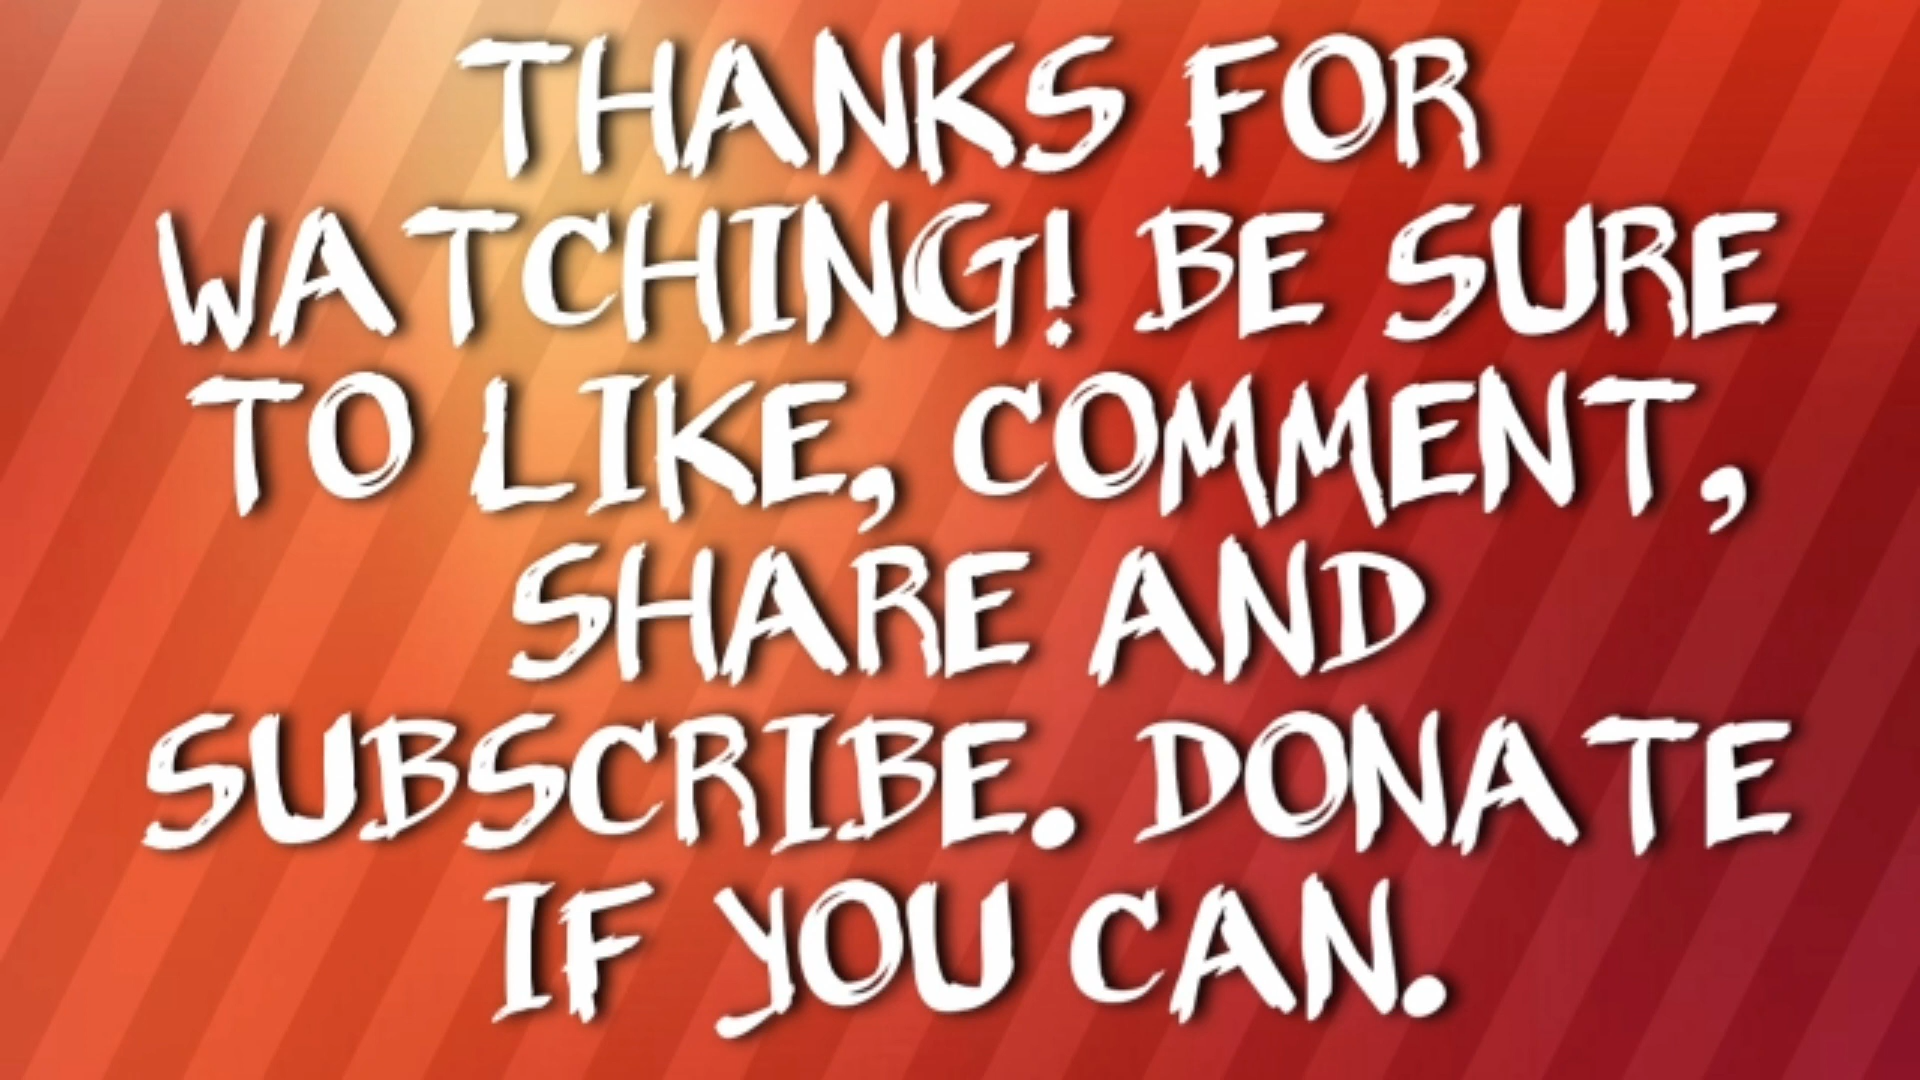 THANKS FOR
WATCHING! BE SURE
TO LIKE, COMMENT,
SHARE AND
SUBSCRIBE. DONATE
IF YOU CAN.